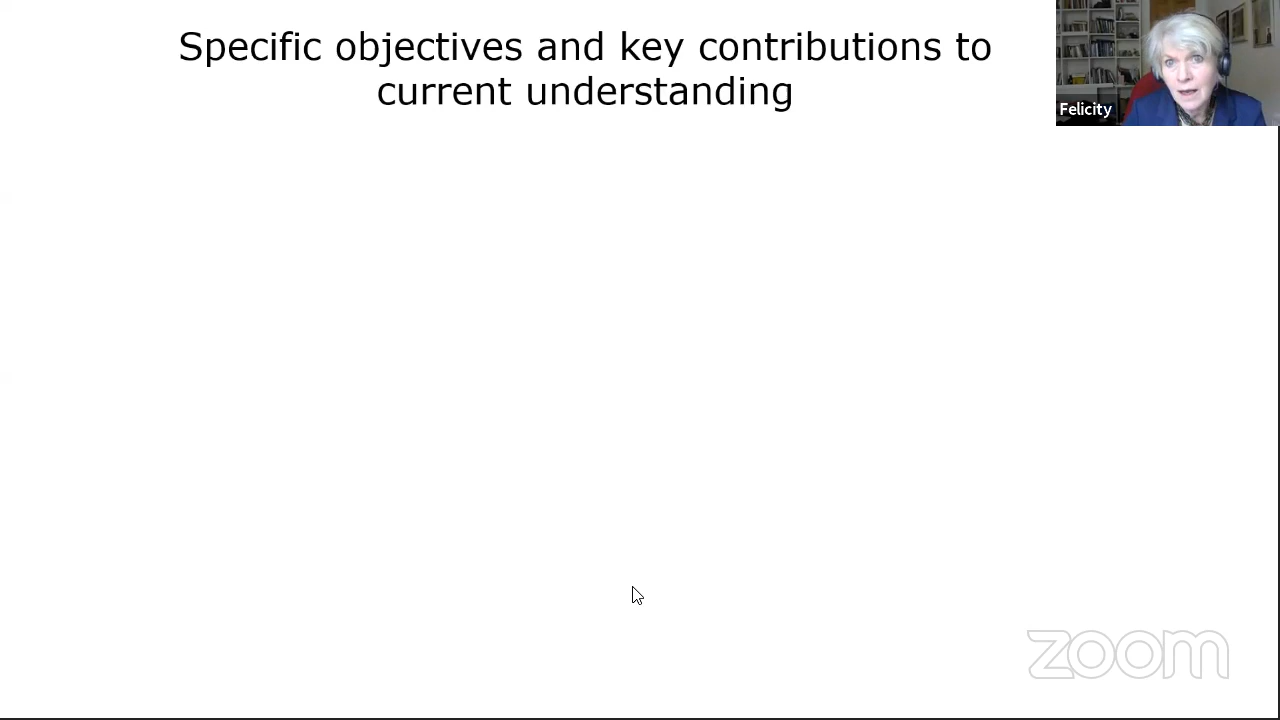 Specific objectives and key contributions to
current understanding
Felicity
zoom